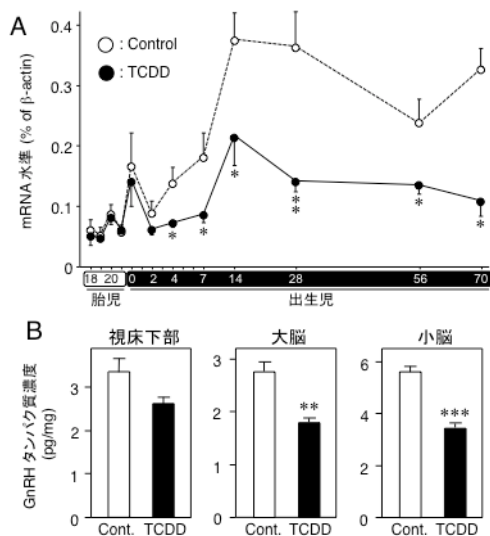 A
○ : Control
● : TCDD
mRNA 水準 (% of β-actin)
0.4
0.3
0.2
0.1
0
*
*
*
*
*
*
*
18 20 0 2 4 7 14 28 56 70
胎児 出生児
B
視床下部 大脳 小脳
GnRH タンパク質濃度
(pg/mg)
3
2
1
0
3
2
1
0
6
4
2
0
**
***
Cont. TCDD Cont. TCDD Cont. TCDD